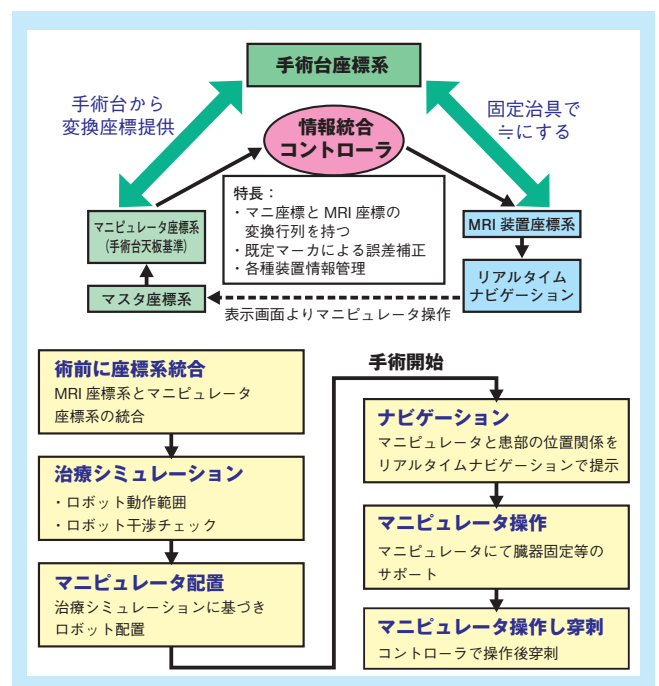 手術台座標系
手術台から
変換座標提供
固定治具で
≒にする
情報統合
コントローラ
特長：
・マニ座標と MRI 座標の
変換行列を持つ
・既定マーカによる誤差補正
・各種装置情報管理
マニピュレータ座標系
(手術台天板基準)
マスタ座標系
MRI 装置座標系
リアルタイム
ナビゲーション
表示画面よりマニピュレータ操作
術前に座標系統合
MRI 座標系とマニピュレータ
座標系の統合
治療シミュレーション
・ロボット動作範囲
・ロボット干渉チェック
マニピュレータ配置
治療シミュレーションに基づき
ロボット配置
手術開始
ナビゲーション
マニピュレータと患部の位置関係を
リアルタイムナビゲーションで提示
マニピュレータ操作
マニピュレータにて臓器固定等の
サポート
マニピュレータ操作し穿刺
コントローラで操作後穿刺